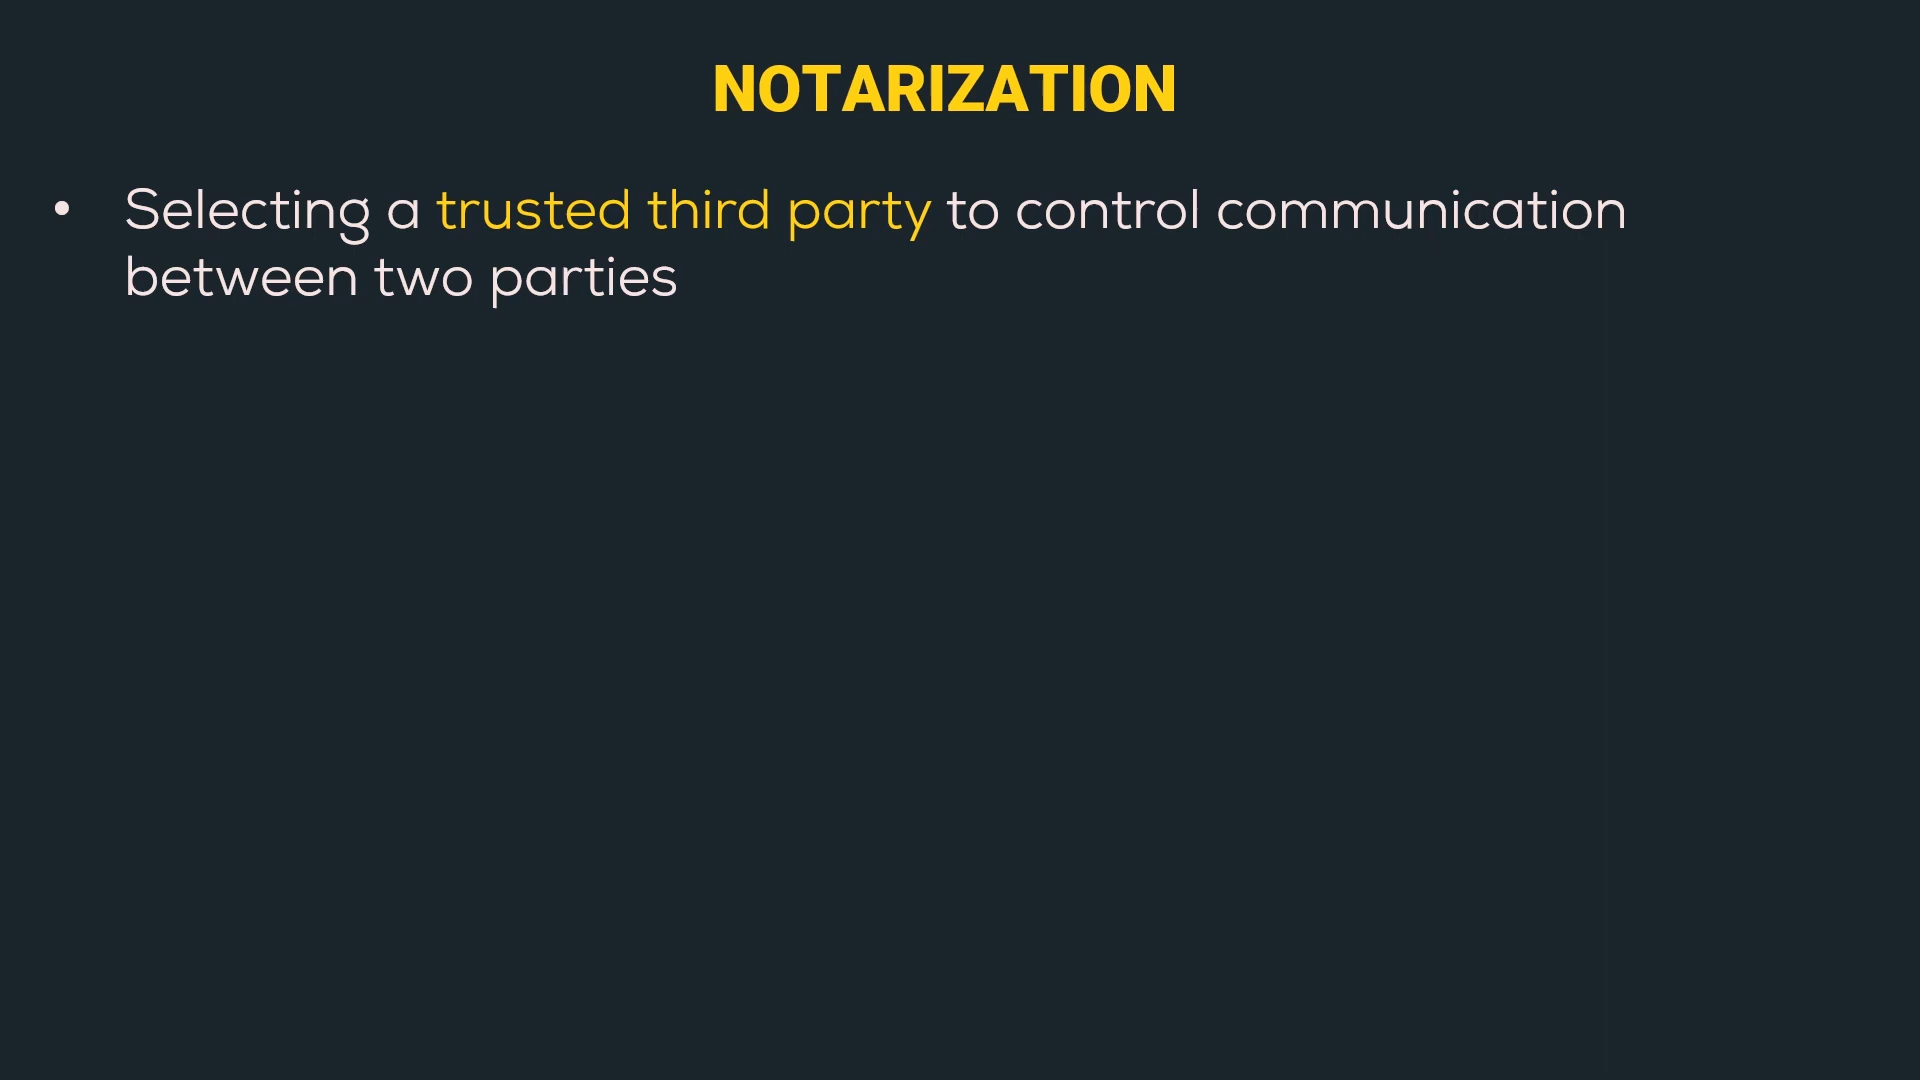 NOTARIZATION
• Selecting a trusted third party to control communication
between two parties